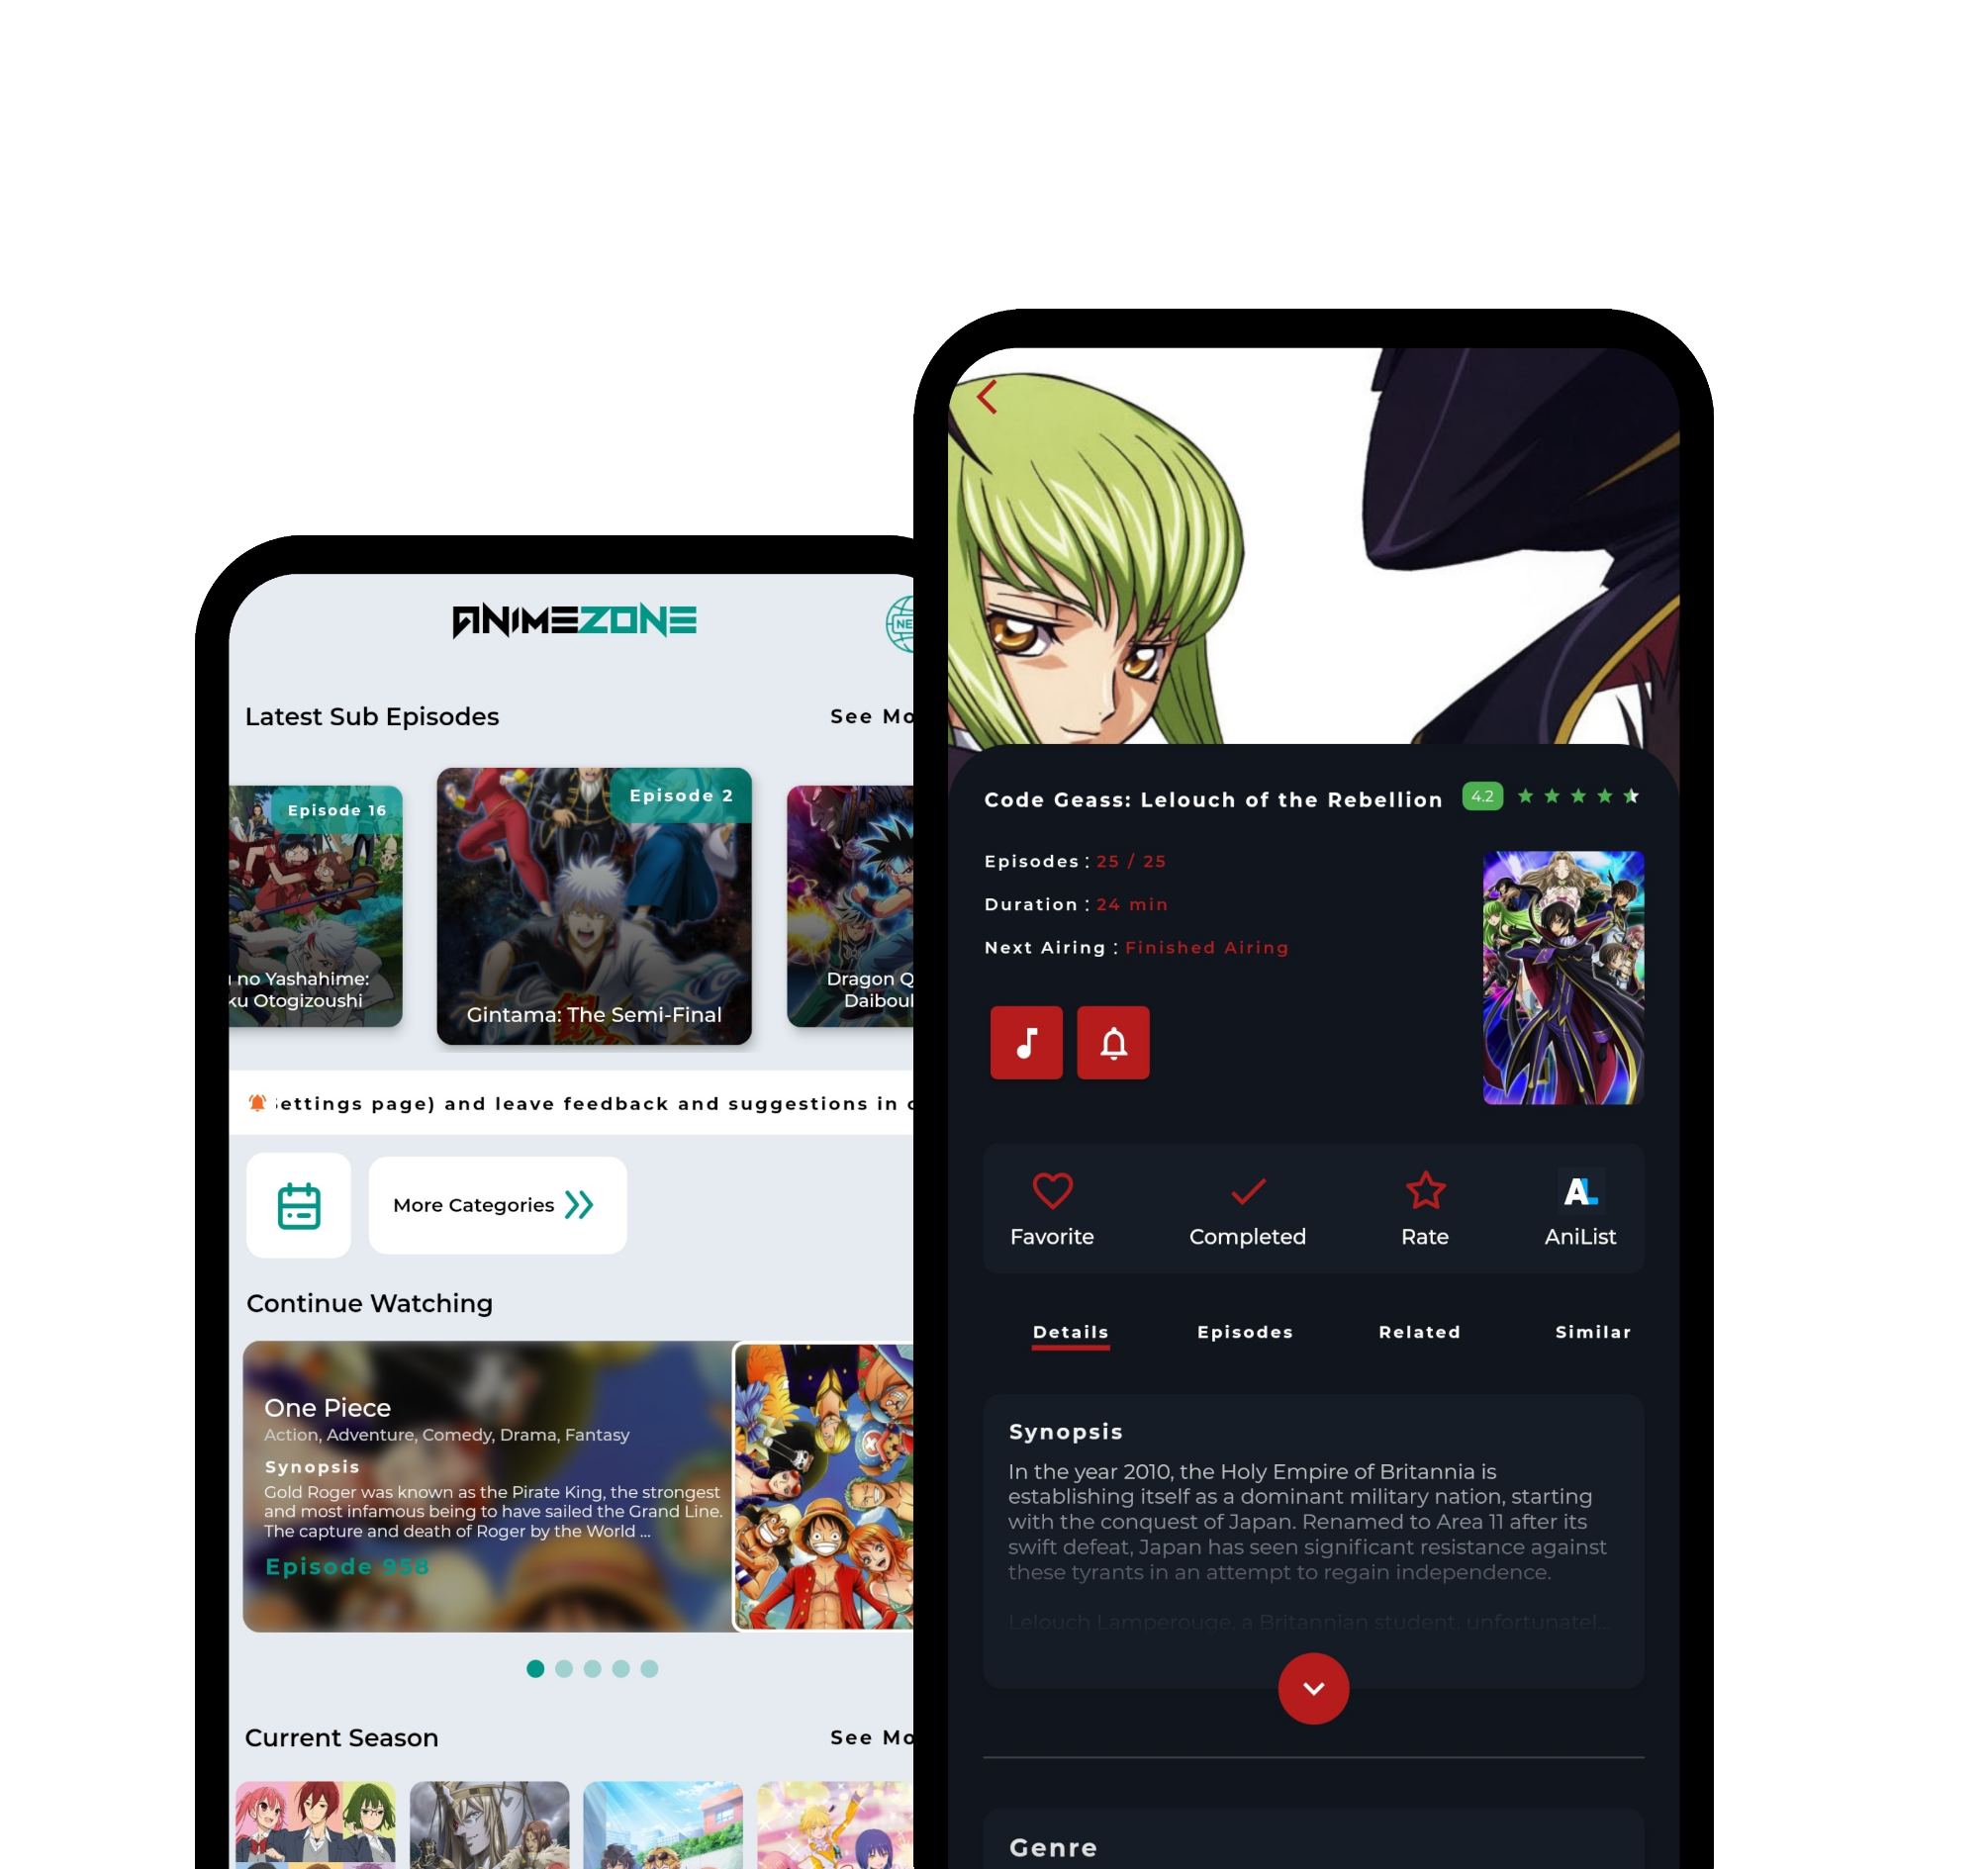 ANIMEZONE
Latest Sub Episodes
See Mo
Episode 16
no Yashahime:
ku Otogizoushi
Episode 2
Gintama: The Semi-Final
銀
Dragon Q
Daiboul
ettings page) and leave feedback and suggestions in
More Categories
Continue Watching
One Piece
Action, Adventure, Comedy, Drama, Fantasy
Synopsis
Gold Roger was known as the Pirate King, the strongest
and most infamous being to have sailed the Grand Line.
The capture and death of Roger by the World ...
Episode 958
Current Season
See Mo
Code Geass: Lelouch of the Rebellion 4.2
Episodes : 25 / 25
Duration : 24 min
Next Airing : Finished Airing
Favorite
Completed
Rate
AL
AniList
Details
Episodes
Related
Similar
Synopsis
In the year 2010, the Holy Empire of Britannia is
establishing itself as a dominant military nation, starting
with the conquest of Japan. Renamed to Area 11 after its
swift defeat, Japan has seen significant resistance against
these tyrants in an attempt to regain independence.
Lelouch Lamperouge, a Britannian student, unfortunatel...
Genre